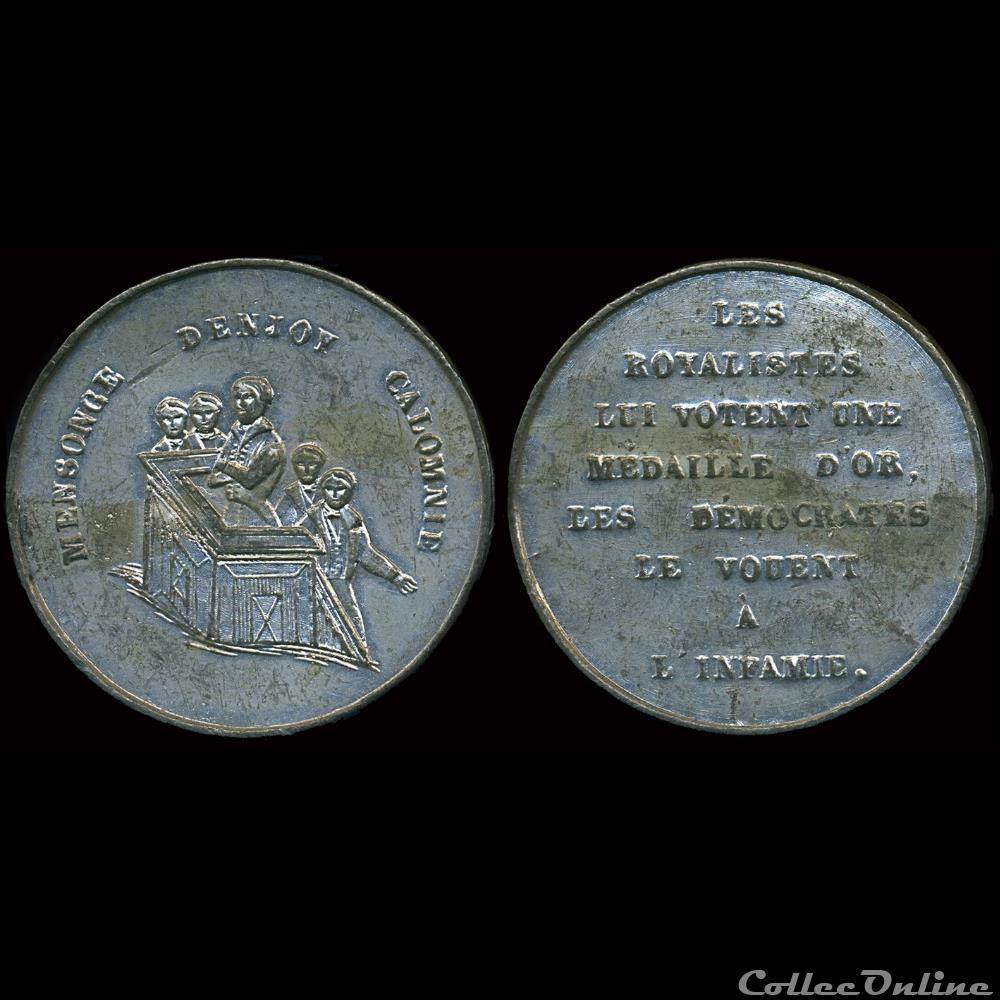 MENSONGE DENJOY CALOMNIE
LES
ROYALISTES
LUI VOTENT UNE
MÉDAILLE D'OR,
LES DÉMOCRATES
LE VOUENT
À
L'INFAMIE.
CollecOnline